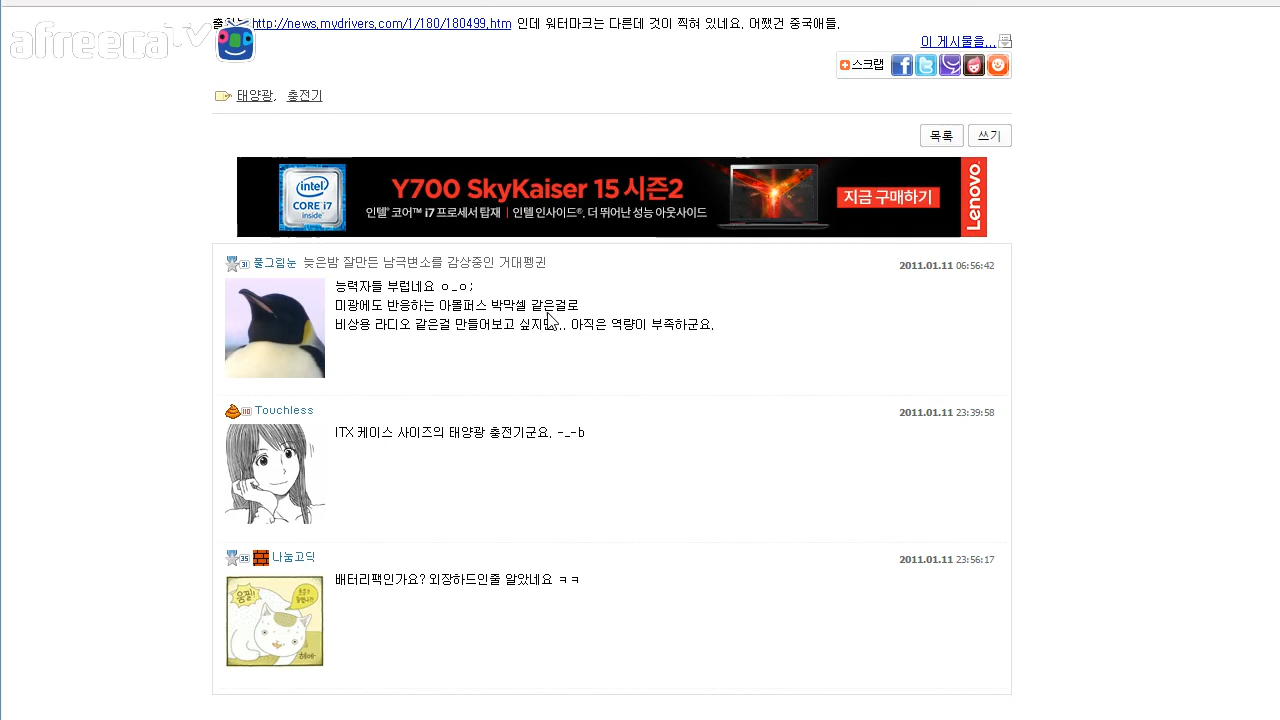 afreecaTV
http://news.mydrivers.com/1/180/180499.htm 인데 워터마크는 다른데 것이 찍혀 있네요. 어쨌건 중국애들.
이 게시물을...
스크랩
태양광, 충전기
목록 쓰기
intel CORE i7 inside
Y700 SkyKaiser 15 시즌2
인텔® 코어™ i7 프로세서 탑재 | 인텔 인사이드®, 더 뛰어난 성능 아웃사이드
지금 구매하기
Lenovo
31 풀그림눈 늦은밤 잘만든 남극변소를 감상중인 거대펭귄 2011.01.11 06:56:42
능력자들 부럽네요 ㅇ_ㅇ;
미광에도 반응하는 아몰퍼스 박막셀 같은걸로
비상용 라디오 같은걸 만들어보고 싶지만... 아직은 역량이 부족하군요.
110 Touchless 2011.01.11 23:39:58
ITX 케이스 사이즈의 태양광 충전기군요. -_-b
35 나눔고딕 2011.01.11 23:56:17
배터리팩인가요? 외장하드인줄 알았네요 ㅋㅋ
움찔!